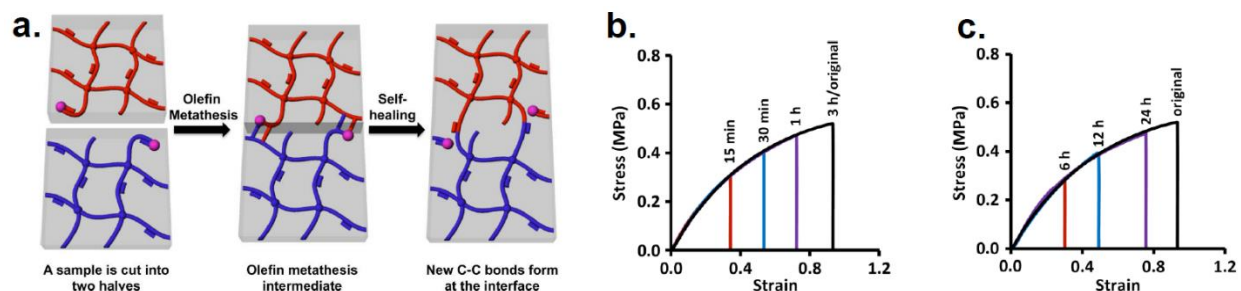 a.
Olefin
Metathesis
Self-
healing
A sample is cut into
two halves
Olefin metathesis
intermediate
New C-C bonds form
at the interface
b.
Stress (MPa)
0.8
0.6
0.4
0.2
0.0
15 min
30 min
1 h
3 h/original
0.0 0.4 0.8 1.2
Strain
c.
Stress (MPa)
0.8
0.6
0.4
0.2
0.0
6 h
12 h
24 h
original
0.0 0.4 0.8 1.2
Strain